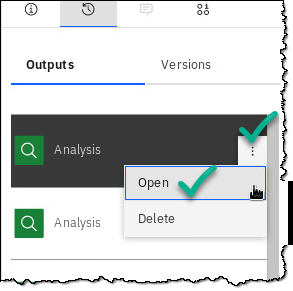 Outputs
Versions
Analysis
Open
Delete
Analysis